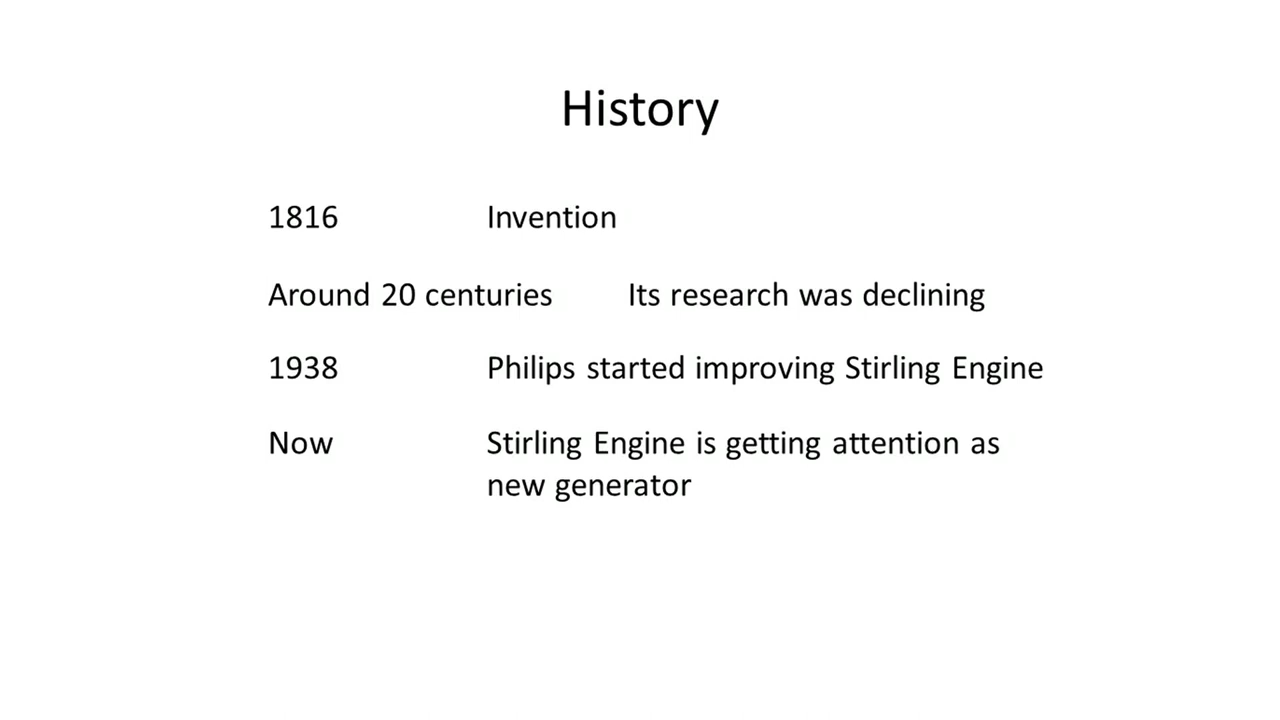 History
1816 Invention
Around 20 centuries Its research was declining
1938 Philips started improving Stirling Engine
Now Stirling Engine is getting attention as
new generator